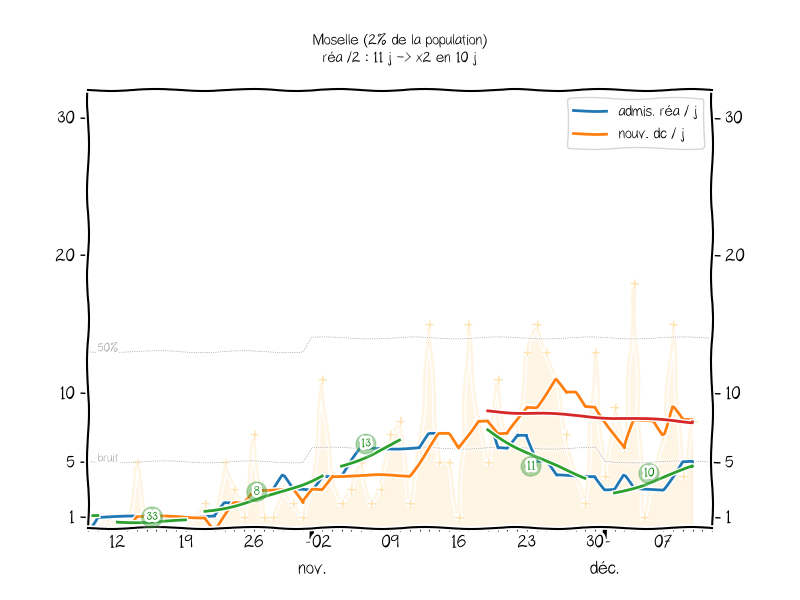 Moselle (2% de la population)
réa /2 : 11 j -> x2 en 10 j
admis. réa / j
nouv. dc / j
30 30
20 20
50%
10 10
bruit
13
5 5
11
10
8
33
1 1
12 19 26 02 09 16 23 30 07
nov. déc.